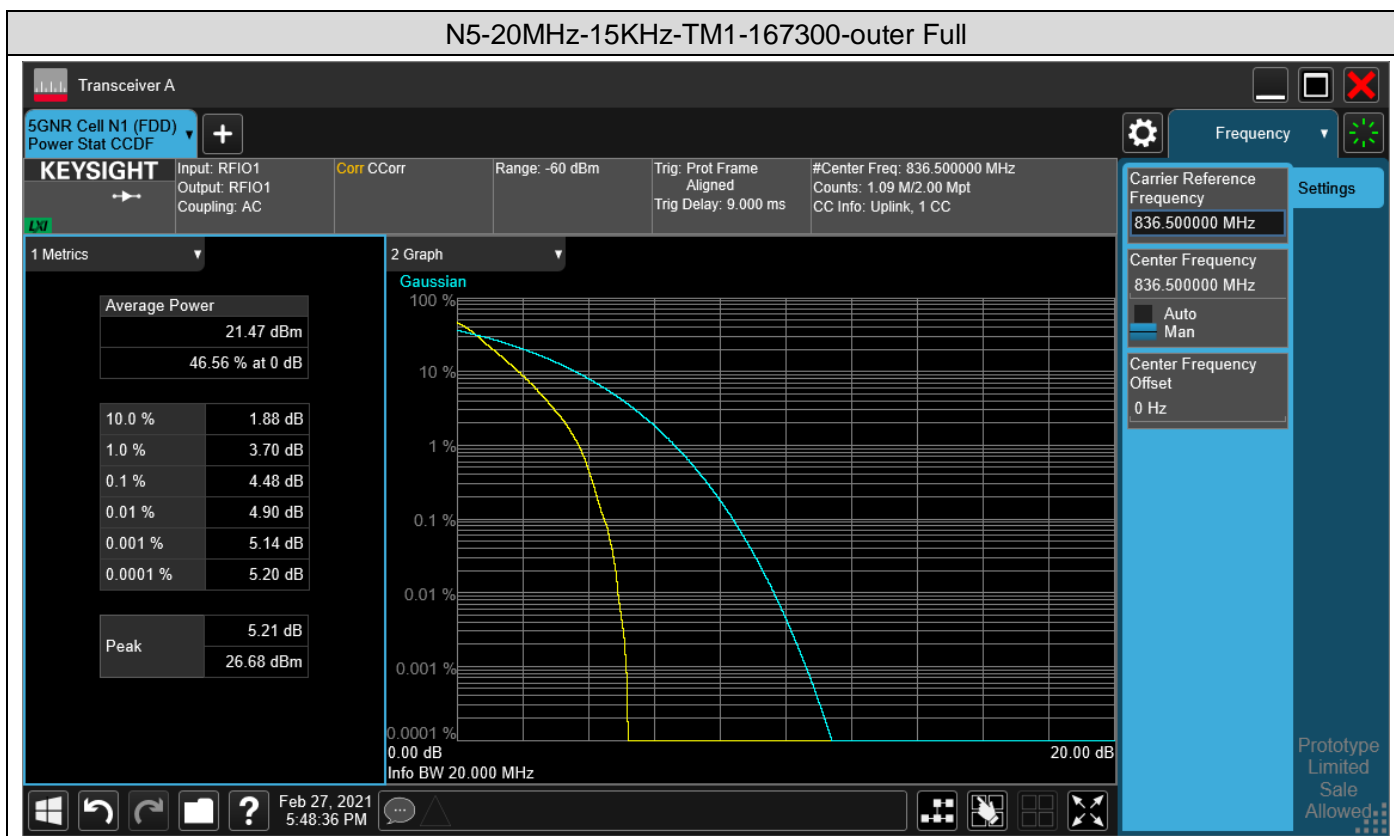 N5-20MHz-15KHz-TM1-167300-outer Full
Transceiver A
5GNR Cell N1 (FDD)
Power Stat CCDF
+
Frequency
KEYSIGHT
LXI
Input: RFIO1
Output: RFIO1
Coupling: AC
Corr CCorr
Range: -60 dBm
Trig: Prot Frame
Aligned
Trig Delay: 9.000 ms
#Center Freq: 836.500000 MHz
Counts: 1.09 M/2.00 Mpt
CC Info: Uplink, 1 CC
1 Metrics
Average Power
21.47 dBm
46.56 % at 0 dB
10.0 % 1.88 dB
1.0 % 3.70 dB
0.1 % 4.48 dB
0.01 % 4.90 dB
0.001 % 5.14 dB
0.0001 % 5.20 dB
Peak
5.21 dB
26.68 dBm
2 Graph
Gaussian
100 %
10 %
1 %
0.1 %
0.01 %
0.001 %
0.0001 %
0.00 dB 20.00 dB
Info BW 20.000 MHz
Carrier Reference
Frequency
836.500000 MHz
Center Frequency
836.500000 MHz
Auto
Man
Center Frequency
Offset
0 Hz
Settings
Prototype
Limited
Sale
Allowed
?
Feb 27, 2021
5:48:36 PM